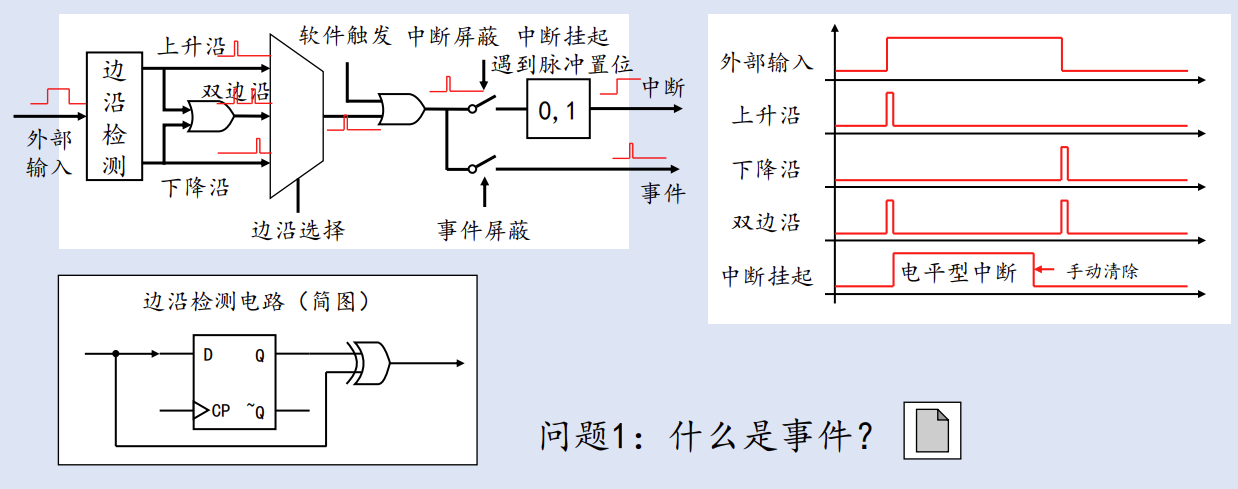 软件触发
中断屏蔽
中断挂起
上升沿
遇到脉冲置位
边
沿
检
测
双边沿
0,1
中断
外部
输入
下降沿
事件
边沿选择
事件屏蔽
外部输入
上升沿
下降沿
双边沿
中断挂起
电平型中断
手动清除
边沿检测电路（简图）
D
Q
CP
~Q
问题1：什么是事件？